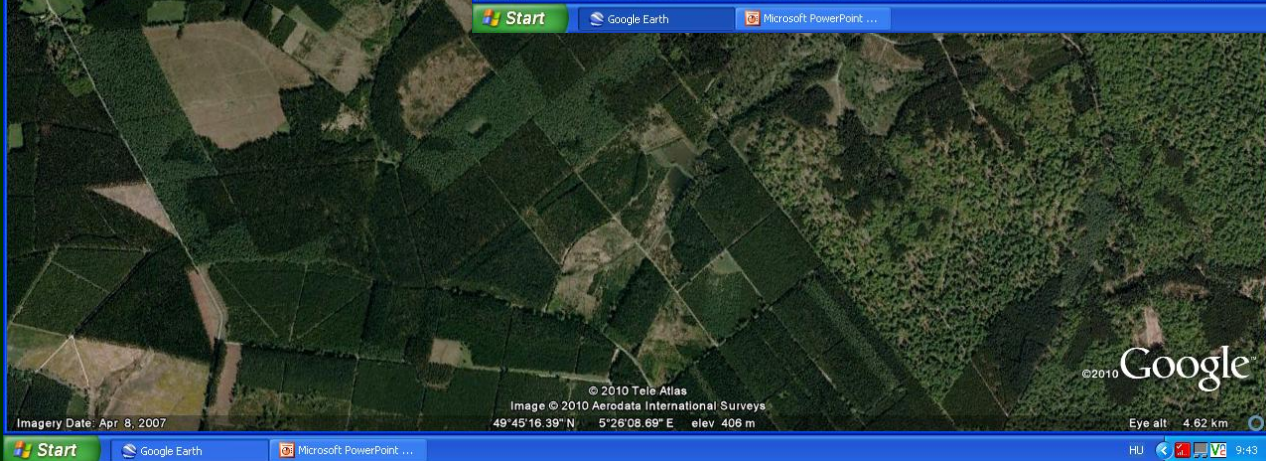 Start Google Earth Microsoft PowerPoint ...
©2010 Google™
© 2010 Tele Atlas
Image © 2010 Aerodata International Surveys
Imagery Date: Apr 8, 2007 49°45'16.39" N 5°26'08.69" E elev 406 m Eye alt 4.62 km
Start Google Earth Microsoft PowerPoint ... HU 9:43